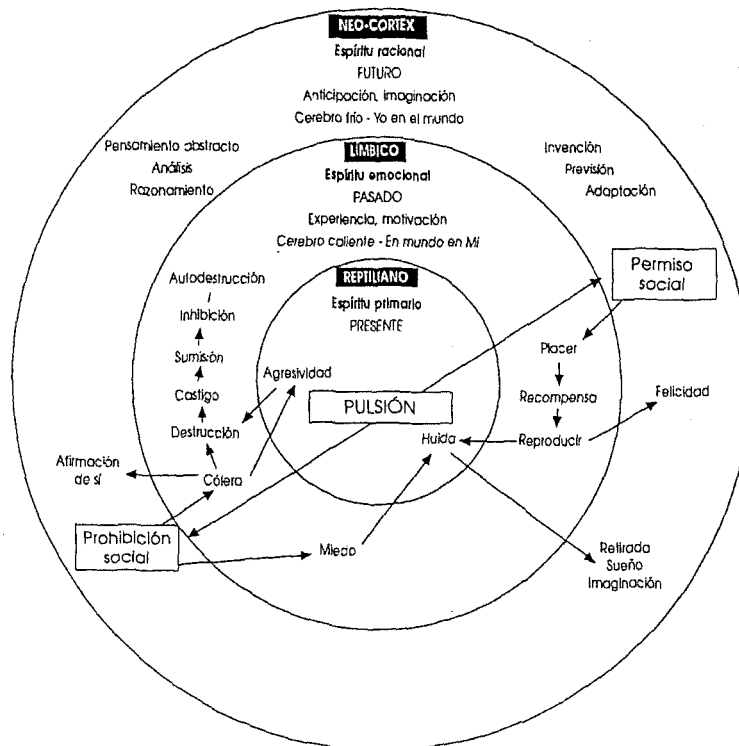 NEO-CORTEX
Espíritu racional
FUTURO
Anticipación, imaginación
Cerebro frío - Yo en el mundo
Pensamiento abstracto
Análisis
Razonamiento
Invención
Previsión
Adaptación
LIMBICO
Espíritu emocional
PASADO
Experiencia, motivación
Cerebro caliente - En mundo en Mí
REPTILIANO
Espíritu primario
PRESENTE
Autodestrucción
Inhibición
Sumisión
Castigo
Destrucción
Cólera
Agresividad
Afirmación
de sí
Prohibición
social
PULSIÓN
Permiso
social
Placer
Recompensa
Reproducir
Felicidad
Huida
Miedo
Retirada
Sueño
Imaginación